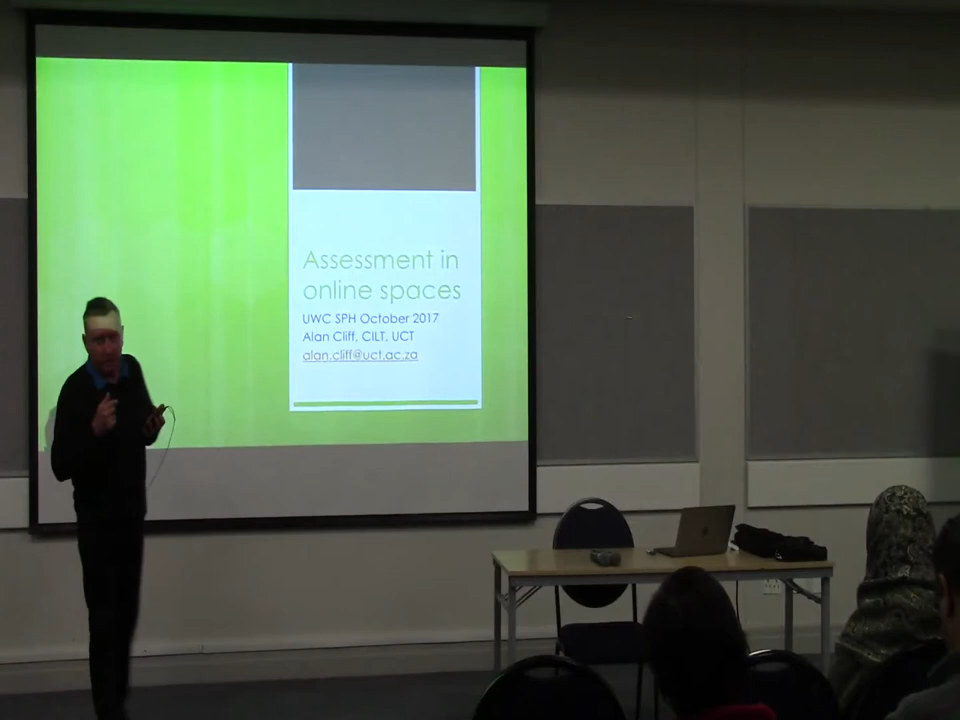 Assessment in
online spaces
UWC SPH October 2017
Alan Cliff, CILT, UCT
alan.cliff@uct.ac.za